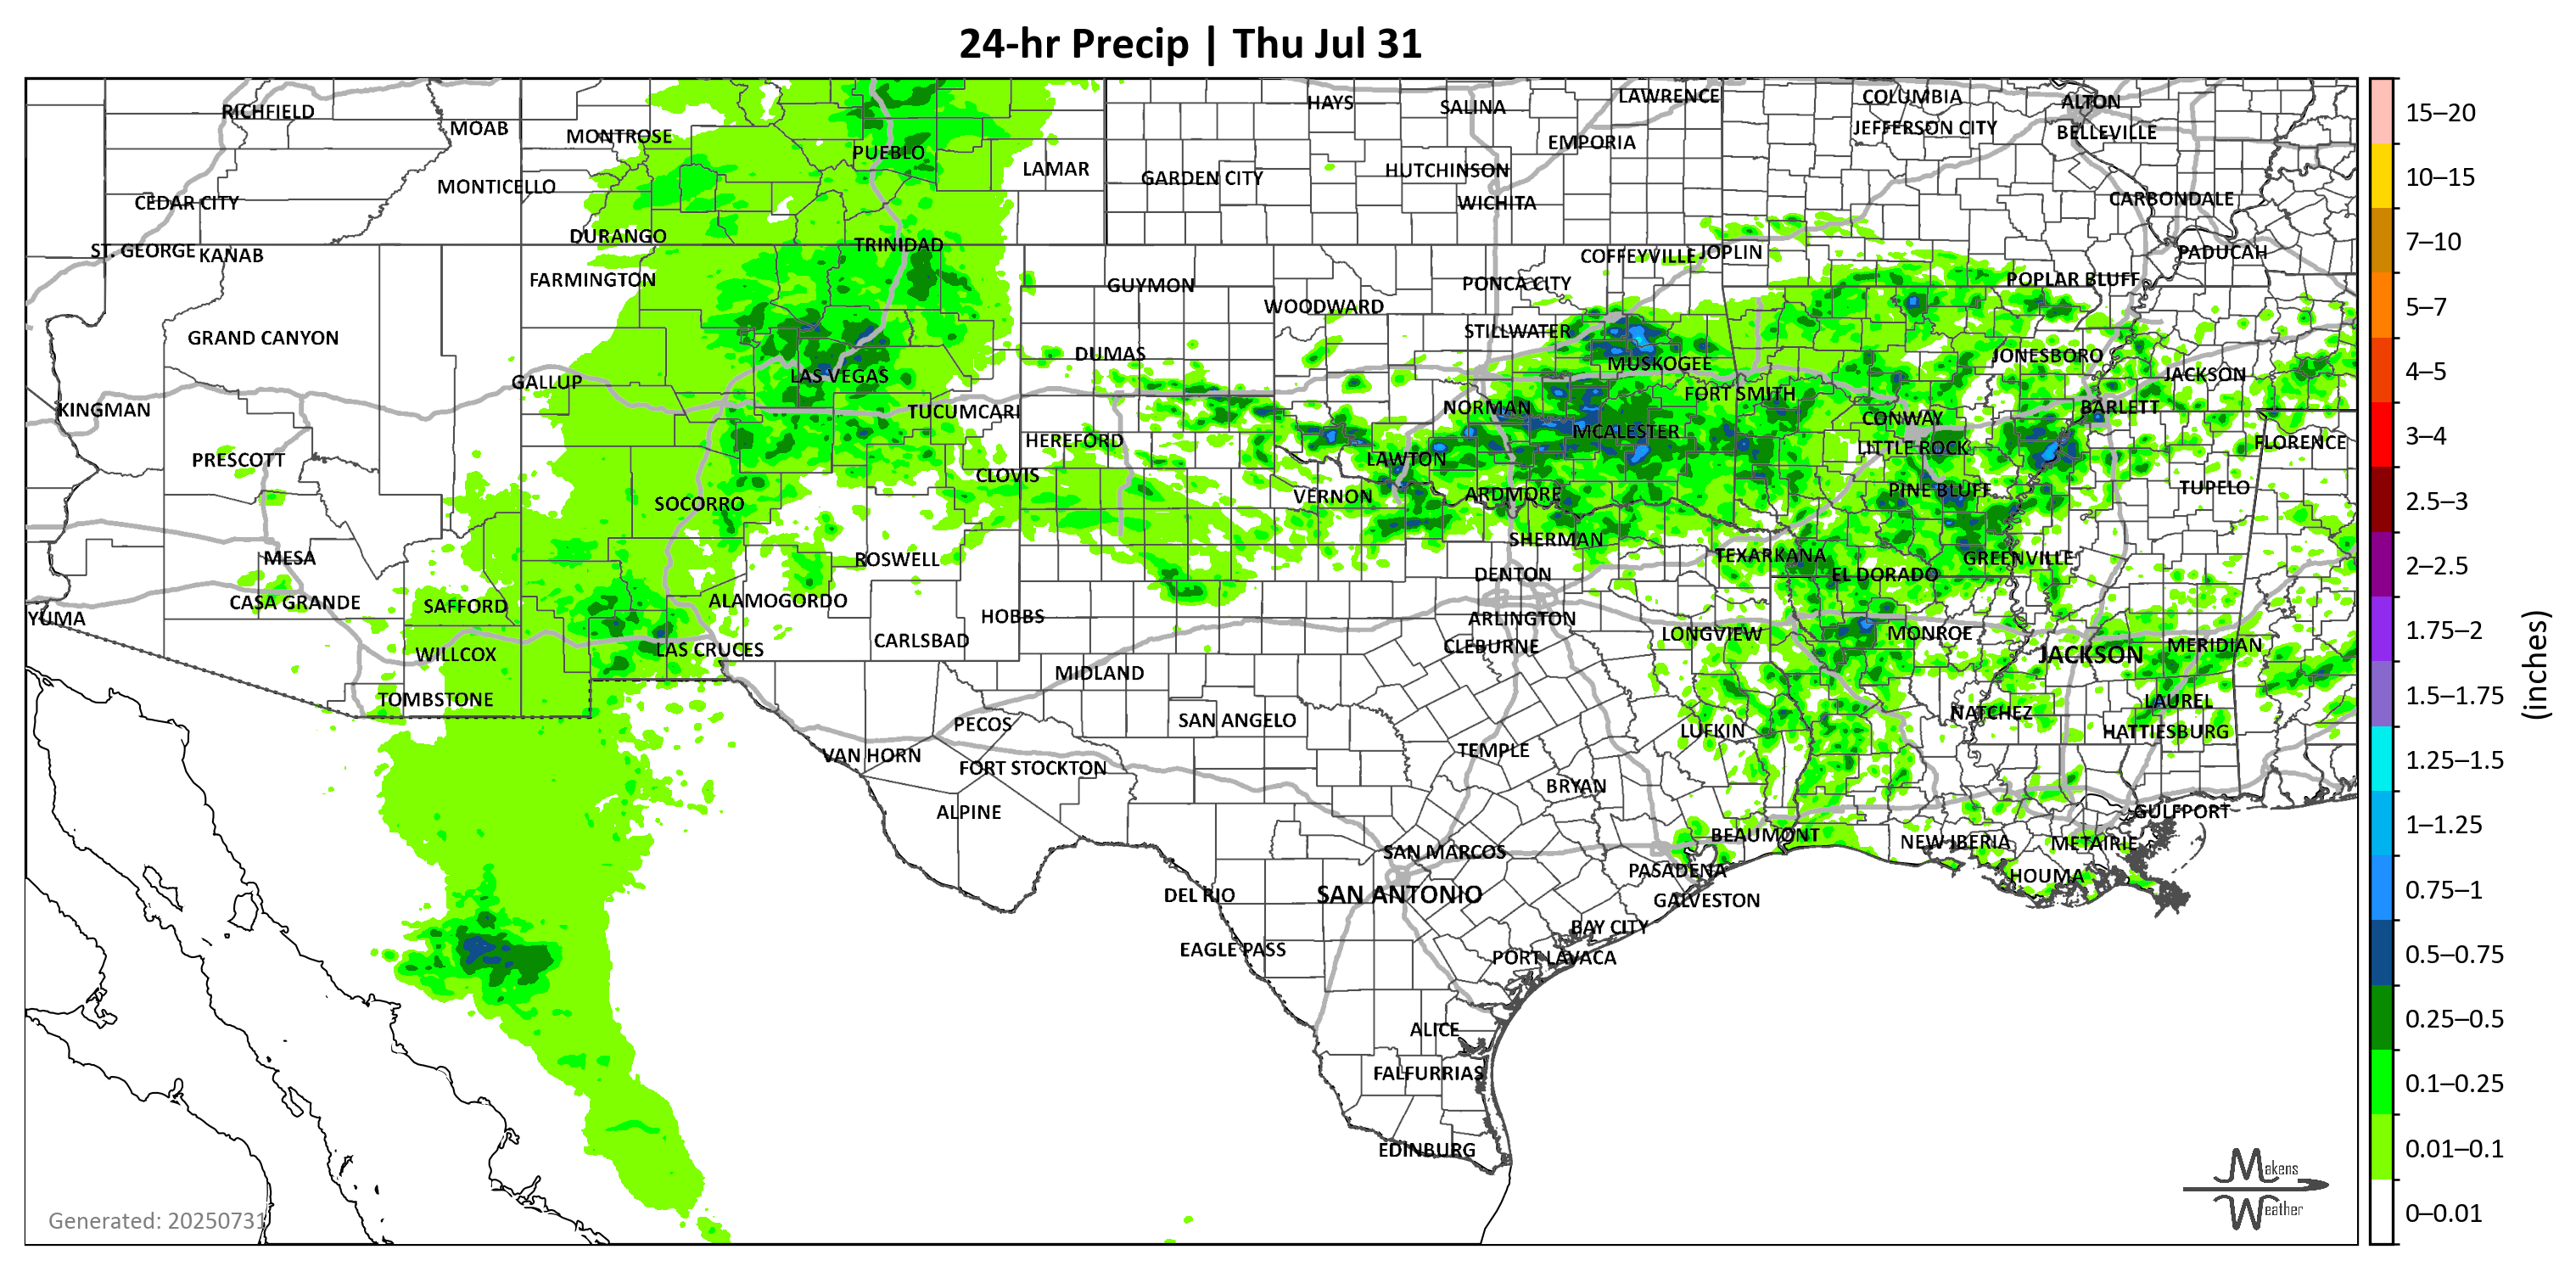 24-hr Precip | Thu Jul 31
RICHFIELD
HAYS
SALINA
LAWRENCE
COLUMBIA
ALTON
MOAB
MONTROSE
PUEBLO
EMPORIA
JEFFERSON CITY
BELLEVILLE
LAMAR
GARDEN CITY
HUTCHINSON
MONTICELLO
CEDAR CITY
WICHITA
CARBONDALE
DURANGO
TRINIDAD
ST. GEORGE
KANAB
COFFEYVILLE
JOPLIN
PADUCAH
FARMINGTON
GUYMON
PONCA CITY
POPLAR BLUFF
WOODWARD
GRAND CANYON
STILLWATER
DUMAS
MUSKOGEE
JONESBORO
GALLUP
LAS VEGAS
JACKSON
FORT SMITH
KINGMAN
TUCUMCARI
NORMAN
CONWAY
BARLETT
HEREFORD
MCALESTER
LITTLE ROCK
FLORENCE
PRESCOTT
CLOVIS
LAWTON
SOCORRO
VERNON
ARDMORE
PINE BLUFF
TUPELO
MESA
ROSWELL
SHERMAN
TEXARKANA
GREENVILLE
DENTON
EL DORADO
CASA GRANDE
SAFFORD
ALAMOGORDO
YUMA
HOBBS
ARLINGTON
WILLCOX
LAS CRUCES
CARLSBAD
CLEBURNE
LONGVIEW
MONROE
JACKSON
MERIDIAN
TOMBSTONE
MIDLAND
LAUREL
PECOS
SAN ANGELO
NATCHEZ
VAN HORN
TEMPLE
LUFKIN
HATTIESBURG
FORT STOCKTON
BRYAN
ALPINE
GULFPORT
SAN MARCOS
BEAUMONT
NEW IBERIA
METAIRIE
PASADENA
HOUMA
DEL RIO
SAN ANTONIO
GALVESTON
BAY CITY
EAGLE PASS
PORT LAVACA
ALICE
FALFURRIAS
EDINBURG
Generated: 20250731
Makens
Weather
15–20
10–15
7–10
5–7
4–5
3–4
2.5–3
2–2.5
1.75–2
1.5–1.75
1.25–1.5
1–1.25
0.75–1
0.5–0.75
0.25–0.5
0.1–0.25
0.01–0.1
0–0.01
(inches)